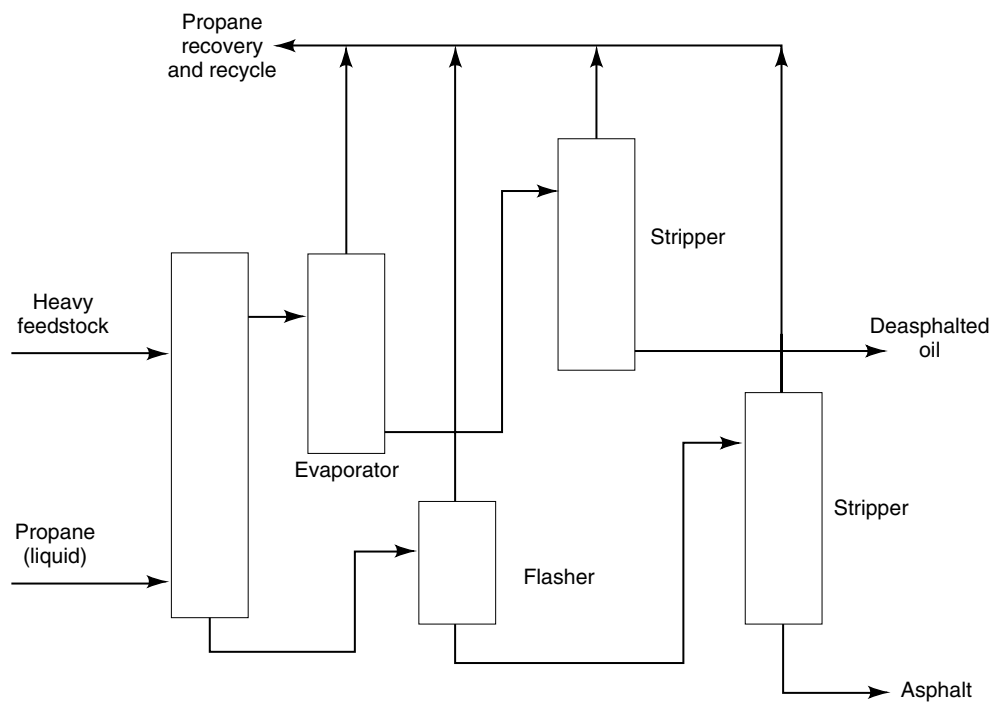 Propane
recovery
and recycle
Stripper
Heavy
feedstock
Deasphalted
oil
Evaporator
Stripper
Propane
(liquid)
Flasher
Asphalt